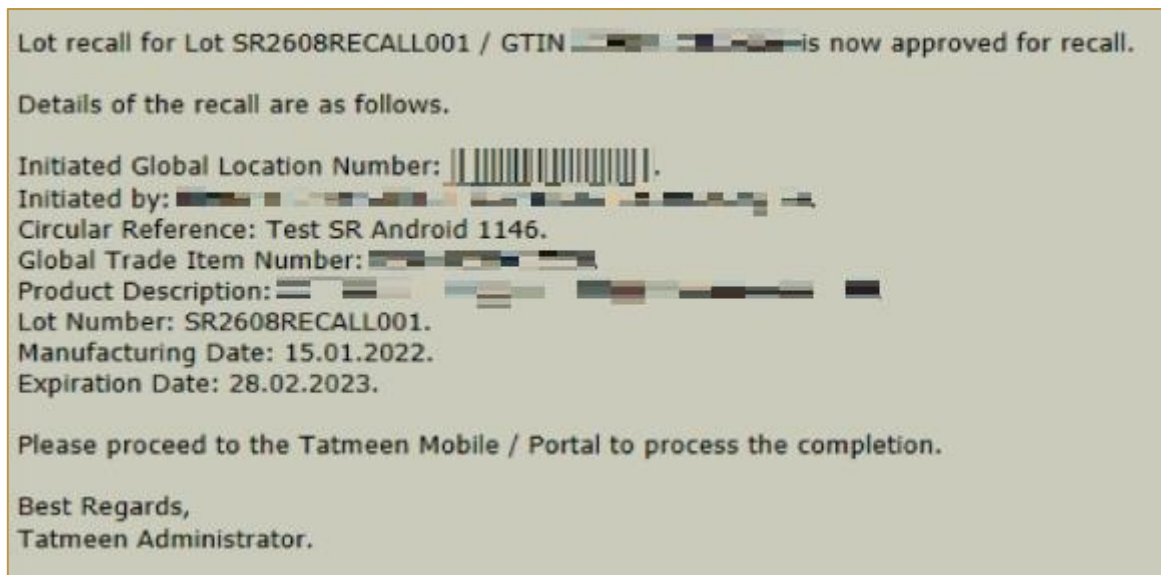 Lot recall for Lot SR2608RECALL001 / GTIN is now approved for recall.
Details of the recall are as follows.
Initiated Global Location Number: .
Initiated by:
Circular Reference: Test SR Android 1146.
Global Trade Item Number:
Product Description:
Lot Number: SR2608RECALL001.
Manufacturing Date: 15.01.2022.
Expiration Date: 28.02.2023.
Please proceed to the Tatmeen Mobile / Portal to process the completion.
Best Regards,
Tatmeen Administrator.